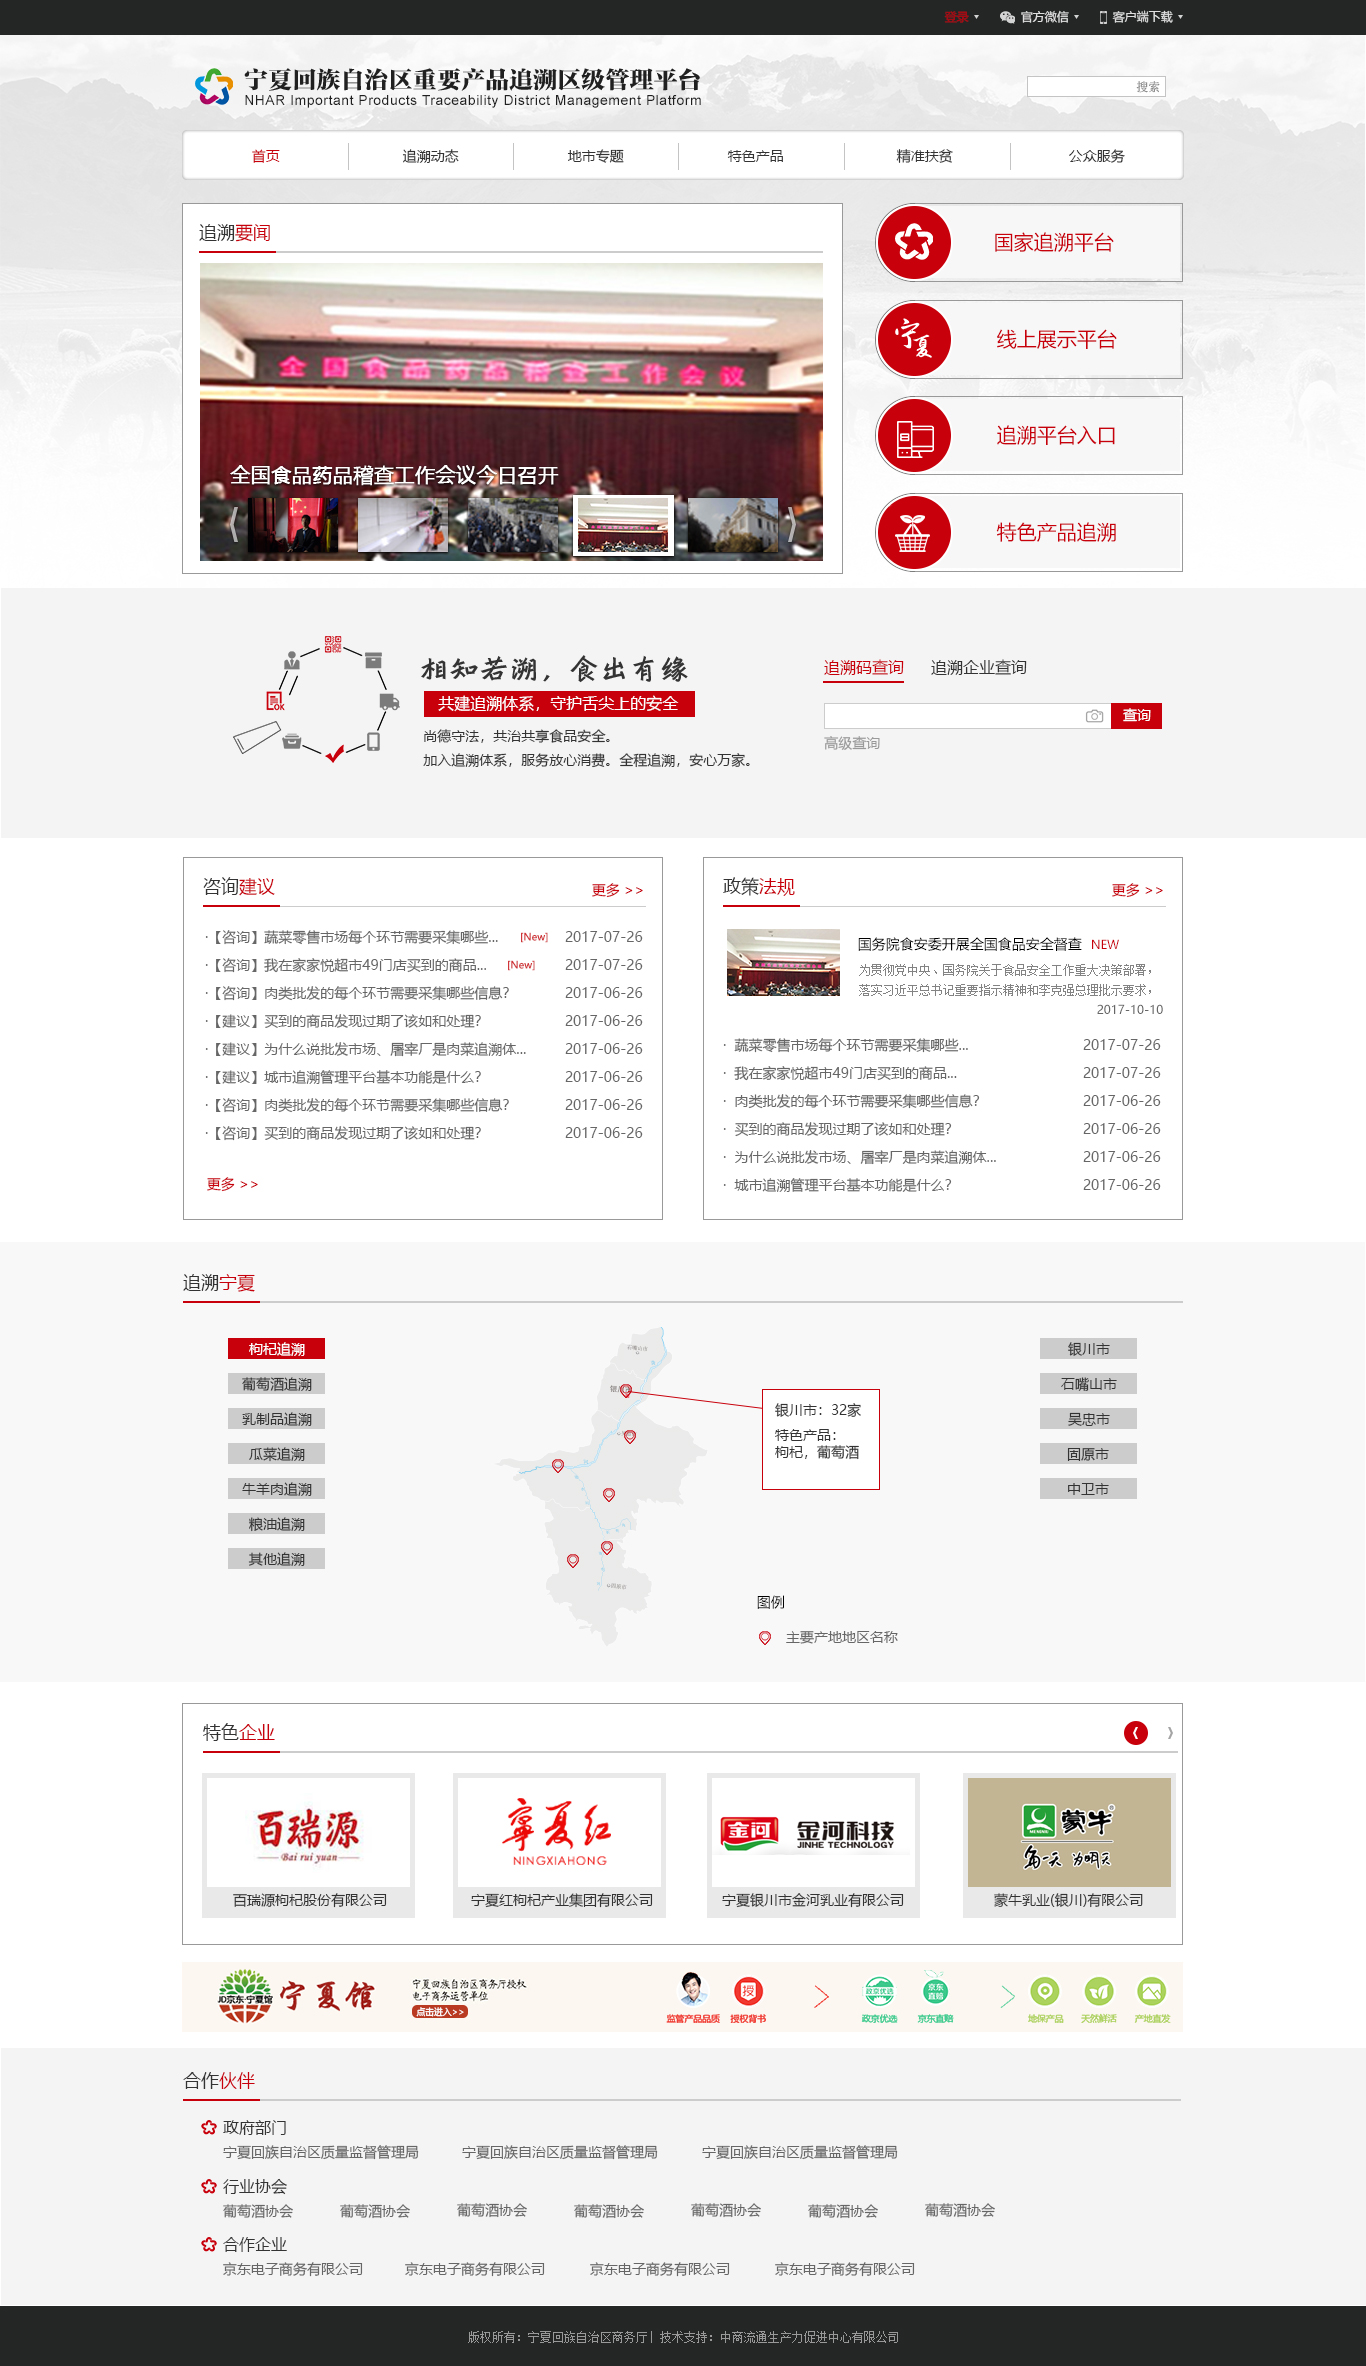 登录
官方微信
客户端下载
宁夏回族自治区重要产品追溯区级管理平台
NHAR Important Products Traceability District Management Platform
搜索
首页
追溯动态
地市专题
特色产品
精准扶贫
公众服务
追溯要闻
全国食品药品稽查工作会议
全国食品药品稽查工作会议今日召开
国家追溯平台
宁夏
线上展示平台
追溯平台入口
特色产品追溯
OK
相知若溯，食出有缘
共建追溯体系，守护舌尖上的安全
尚德守法，共治共享食品安全。
加入追溯体系，服务放心消费。全程追溯，安心万家。
追溯码查询
追溯企业查询
查询
高级查询
咨询建议
更多 >>
·【咨询】蔬菜零售市场每个环节需要采集哪些... [New] 2017-07-26
·【咨询】我在家家悦超市49门店买到的商品... [New] 2017-07-26
·【咨询】肉类批发的每个环节需要采集哪些信息? 2017-06-26
·【建议】买到的商品发现过期了该如和处理? 2017-06-26
·【建议】为什么说批发市场、屠宰厂是肉菜追溯体... 2017-06-26
·【建议】城市追溯管理平台基本功能是什么? 2017-06-26
·【咨询】肉类批发的每个环节需要采集哪些信息? 2017-06-26
·【咨询】买到的商品发现过期了该如和处理? 2017-06-26
更多 >>
政策法规
更多 >>
国务院食安委开展全国食品安全督查 NEW
为贯彻党中央、国务院关于食品安全工作重大决策部署，
落实习近平总书记重要指示精神和李克强总理批示要求，
2017-10-10
· 蔬菜零售市场每个环节需要采集哪些... 2017-07-26
· 我在家家悦超市49门店买到的商品... 2017-07-26
· 肉类批发的每个环节需要采集哪些信息? 2017-06-26
· 买到的商品发现过期了该如和处理? 2017-06-26
· 为什么说批发市场、屠宰厂是肉菜追溯体... 2017-06-26
· 城市追溯管理平台基本功能是什么? 2017-06-26
追溯宁夏
枸杞追溯
葡萄酒追溯
乳制品追溯
瓜菜追溯
牛羊肉追溯
粮油追溯
其他追溯
石嘴山市
银川市：32家
特色产品：
枸杞，葡萄酒
图例
主要产地地区名称
银川市
石嘴山市
吴忠市
固原市
中卫市
特色企业
百瑞源
Bai rui yuan
百瑞源枸杞股份有限公司
宁夏红
NINGXIAHONG
宁夏红枸杞产业集团有限公司
金河
金河科技
JINHE TECHNOLOGY
宁夏银川市金河乳业有限公司
蒙牛
每一天 为明天
蒙牛乳业(银川)有限公司
JD京东·宁夏馆
宁夏馆
宁夏回族自治区商务厅授权
电子商务运营单位
点击进入>>
监管产品品质
授
授权背书
政京优选
政京优选
京东直赔
京东直赔
地保产品
天然鲜活
产地直发
合作伙伴
政府部门
宁夏回族自治区质量监督管理局 宁夏回族自治区质量监督管理局 宁夏回族自治区质量监督管理局
行业协会
葡萄酒协会 葡萄酒协会 葡萄酒协会 葡萄酒协会 葡萄酒协会 葡萄酒协会 葡萄酒协会
合作企业
京东电子商务有限公司 京东电子商务有限公司 京东电子商务有限公司 京东电子商务有限公司
版权所有：宁夏回族自治区商务厅| 技术支持：中商流通生产力促进中心有限公司